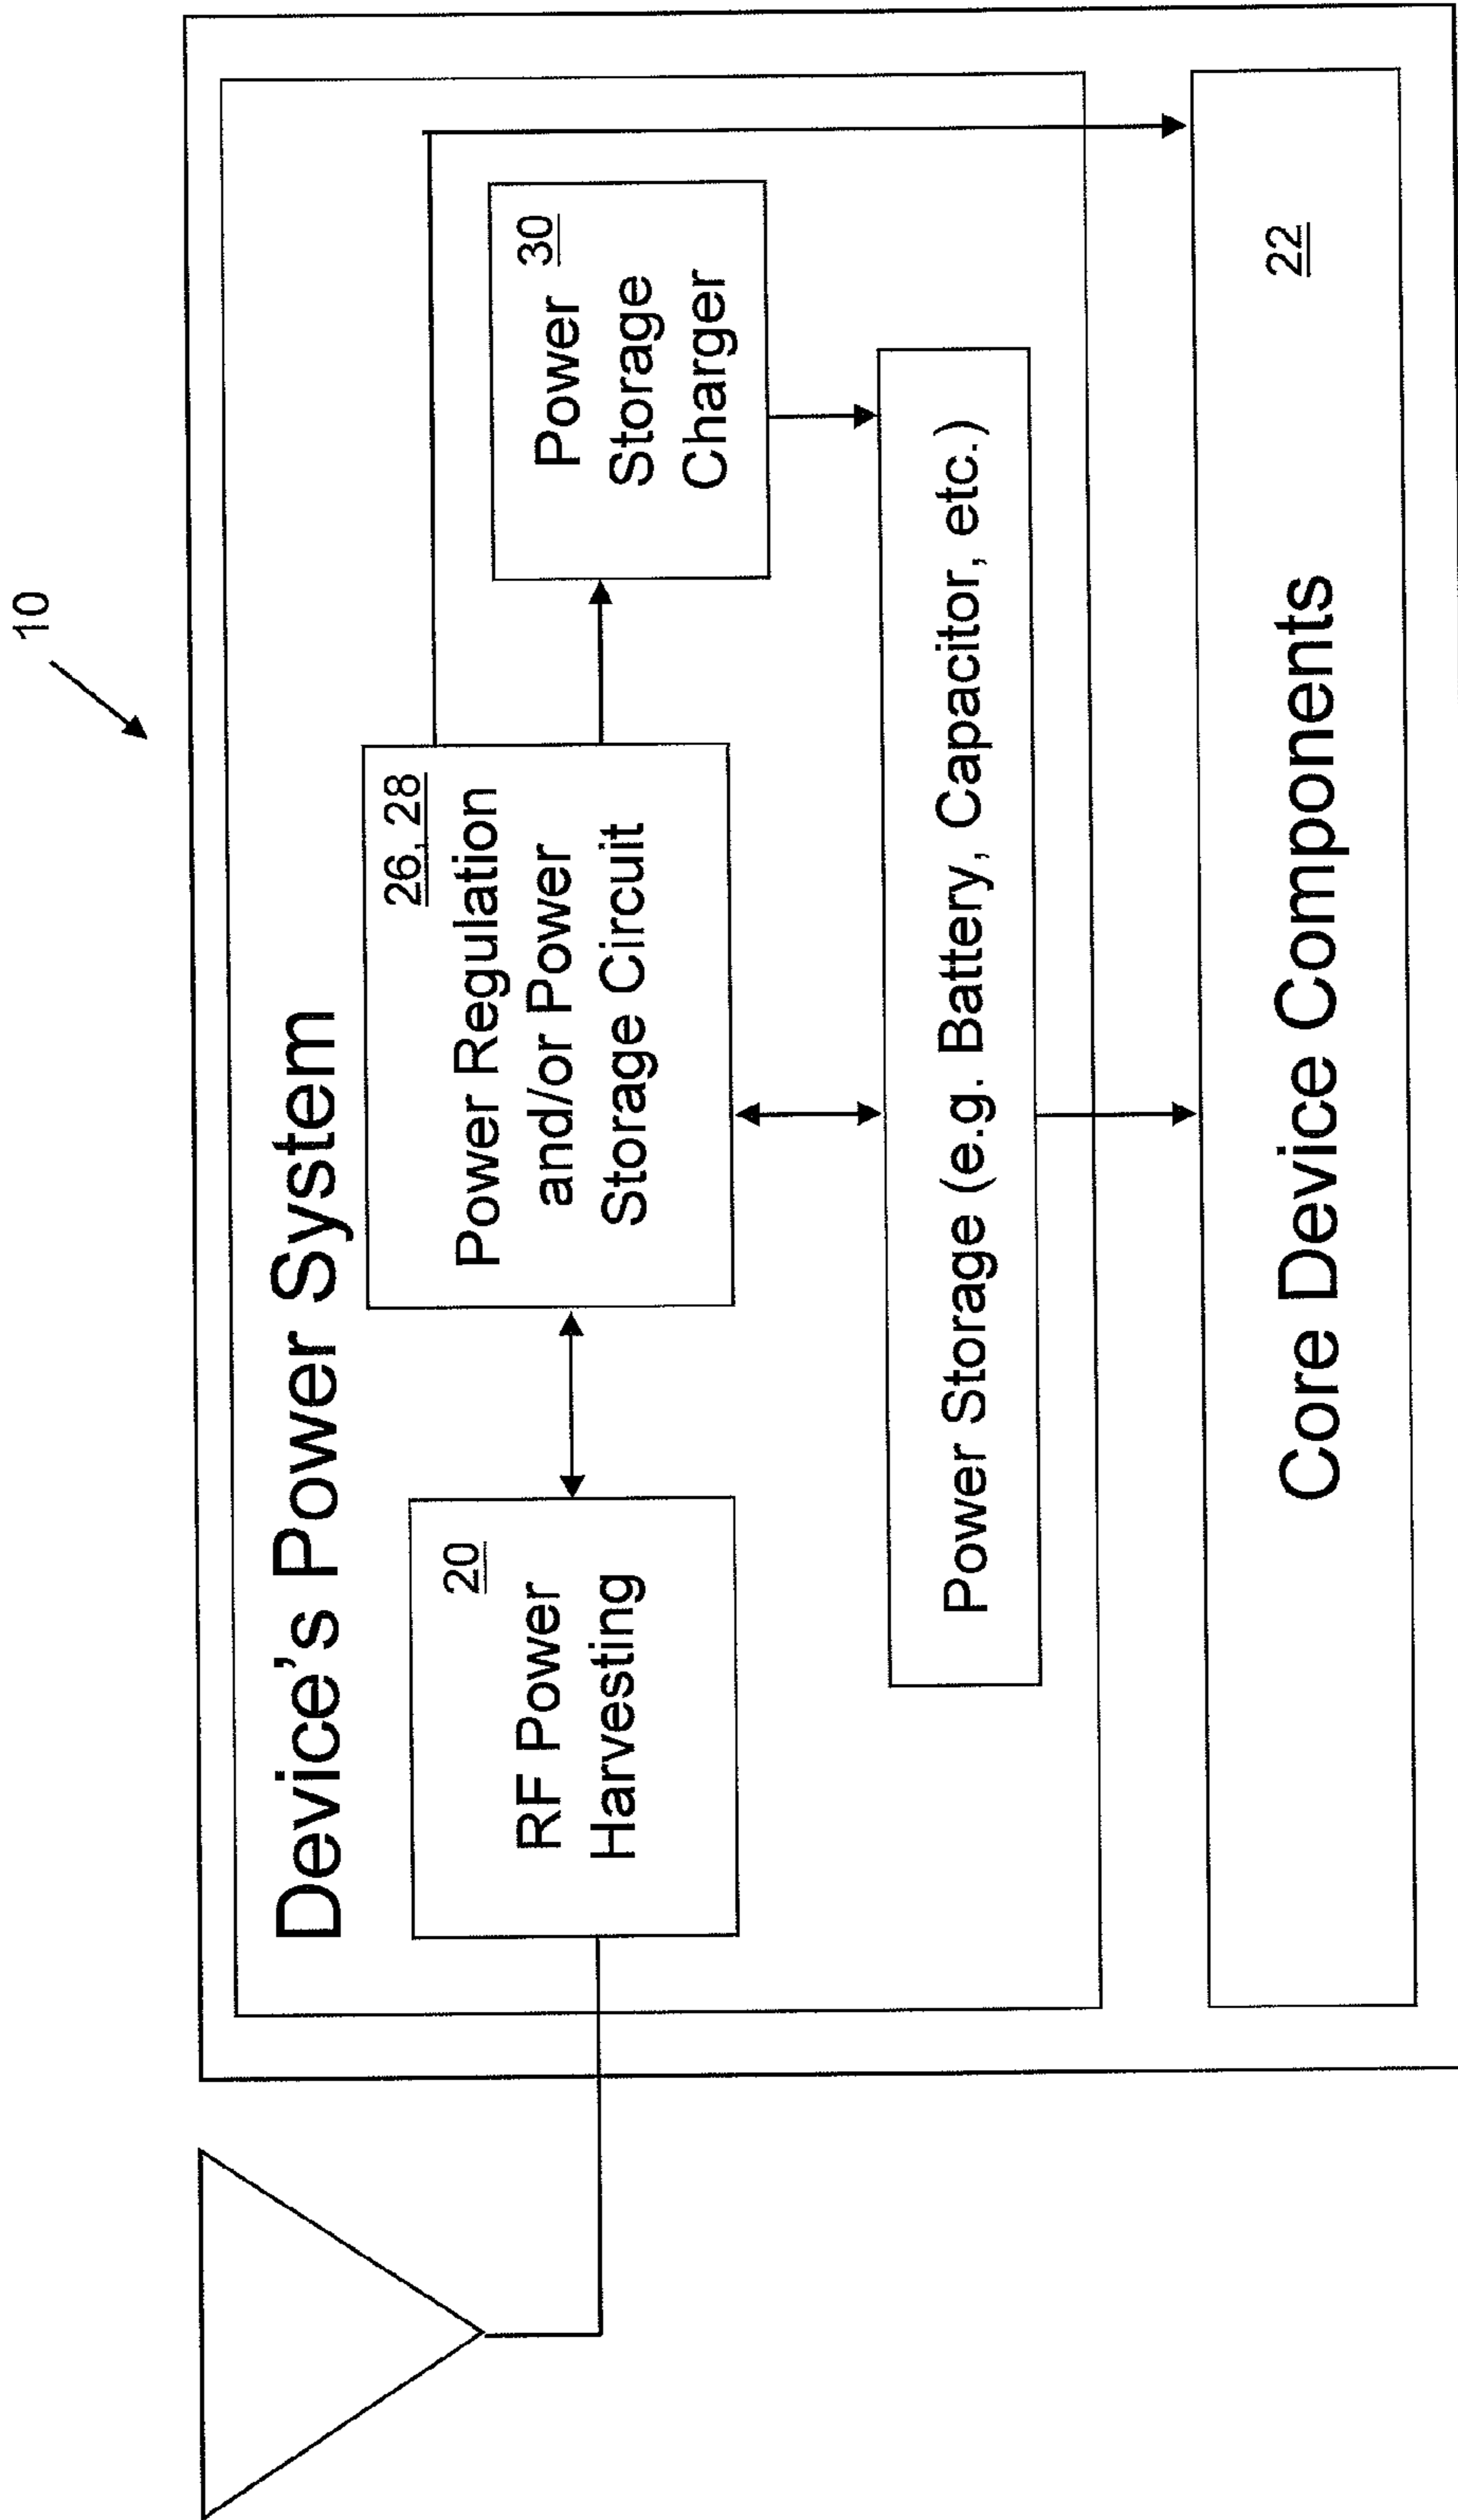 10
Device's Power System
20
RF Power
Harvesting
26, 28
Power Regulation
and/or Power
Storage Circuit
30
Power
Storage
Charger
Power Storage (e.g. Battery, Capacitor, etc.)
22
Core Device Components